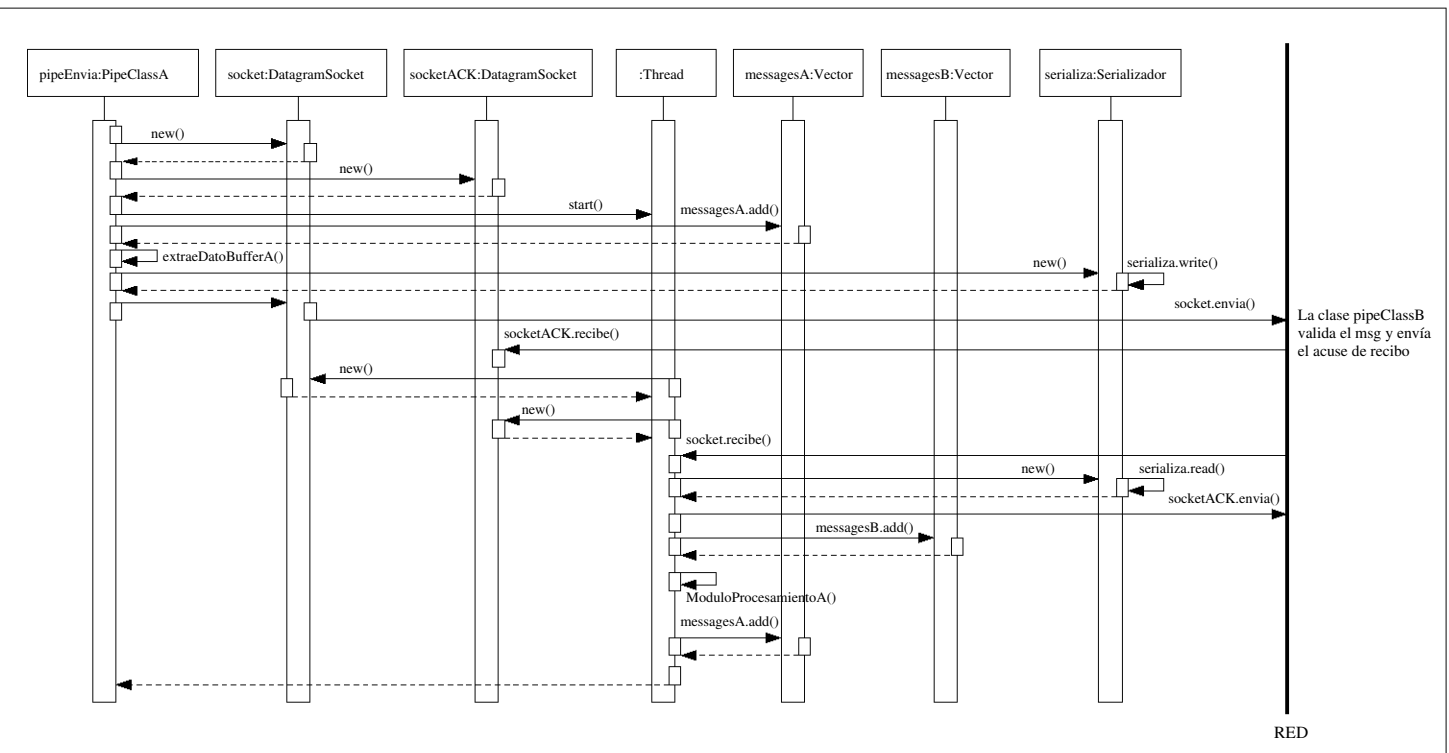 pipeEnvia:PipeClassA
socket:DatagramSocket
socketACK:DatagramSocket
:Thread
messagesA:Vector
messagesB:Vector
serializa:Serializador
new()
new()
start()
messagesA.add()
extraeDatoBufferA()
new()
serializa.write()
socket.envia()
La clase pipeClassB
valida el msg y envía
el acuse de recibo
socketACK.recibe()
new()
new()
socket.recibe()
new()
serializa.read()
socketACK.envia()
messagesB.add()
ModuloProcesamientoA()
messagesA.add()
RED